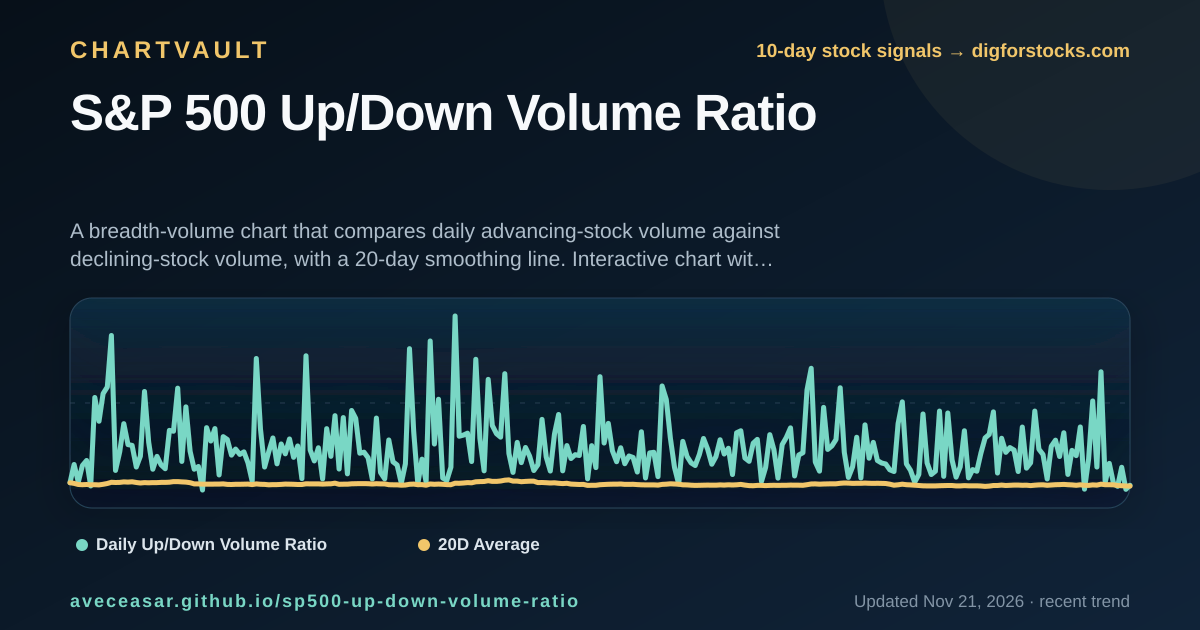 CHARTVAULT
10-day stock signals → digforstocks.com
S&P 500 Up/Down Volume Ratio
A breadth-volume chart that compares daily advancing-stock volume against
declining-stock volume, with a 20-day smoothing line. Interactive chart wit…
Daily Up/Down Volume Ratio
20D Average
aveceasar.github.io/sp500-up-down-volume-ratio
Updated Nov 21, 2026 · recent trend